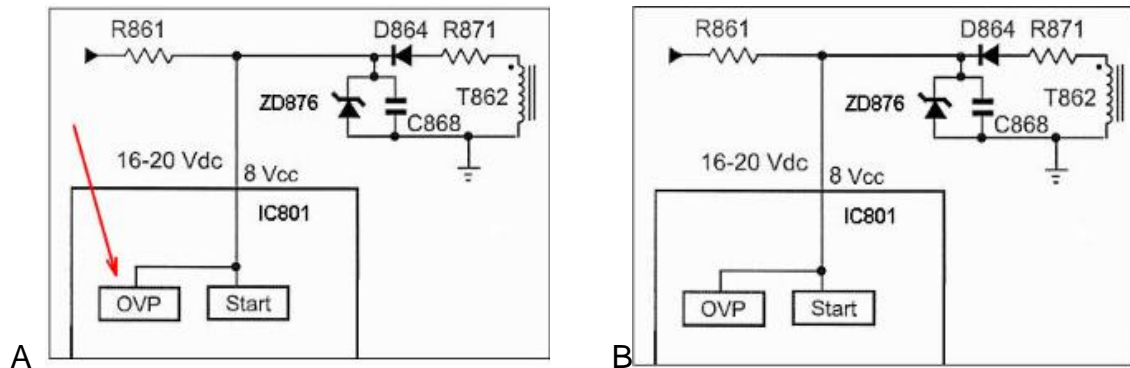 R861
D864 R871
ZD876
T862
C868
16-20 Vdc
8 Vcc
IC801
OVP
Start
A
R861
D864 R871
ZD876
T862
C868
16-20 Vdc
8 Vcc
IC801
OVP
Start
B